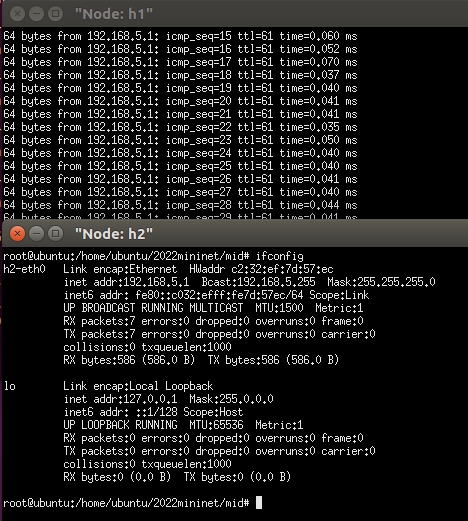 "Node: h1"
64 bytes from 192.168.5.1: icmp_seq=15 ttl=61 time=0.060 ms
64 bytes from 192.168.5.1: icmp_seq=16 ttl=61 time=0.052 ms
64 bytes from 192.168.5.1: icmp_seq=17 ttl=61 time=0.070 ms
64 bytes from 192.168.5.1: icmp_seq=18 ttl=61 time=0.037 ms
64 bytes from 192.168.5.1: icmp_seq=19 ttl=61 time=0.040 ms
64 bytes from 192.168.5.1: icmp_seq=20 ttl=61 time=0.041 ms
64 bytes from 192.168.5.1: icmp_seq=21 ttl=61 time=0.041 ms
64 bytes from 192.168.5.1: icmp_seq=22 ttl=61 time=0.035 ms
64 bytes from 192.168.5.1: icmp_seq=23 ttl=61 time=0.050 ms
64 bytes from 192.168.5.1: icmp_seq=24 ttl=61 time=0.040 ms
64 bytes from 192.168.5.1: icmp_seq=25 ttl=61 time=0.040 ms
64 bytes from 192.168.5.1: icmp_seq=26 ttl=61 time=0.041 ms
64 bytes from 192.168.5.1: icmp_seq=27 ttl=61 time=0.040 ms
64 bytes from 192.168.5.1: icmp_seq=28 ttl=61 time=0.044 ms
64 bytes from 192.168.5.1: icmp_seq=29 ttl=61 time=0.041 ms
"Node: h2"
root@ubuntu:/home/ubuntu/2022mininet/mid# ifconfig
h2-eth0 Link encap:Ethernet HWaddr c2:32:ef:7d:57:ec
inet addr:192.168.5.1 Bcast:192.168.5.255 Mask:255.255.255.0
inet6 addr: fe80::c032:efff:fe7d:57ec/64 Scope:Link
UP BROADCAST RUNNING MULTICAST MTU:1500 Metric:1
RX packets:7 errors:0 dropped:0 overruns:0 frame:0
TX packets:7 errors:0 dropped:0 overruns:0 carrier:0
collisions:0 txqueuelen:1000
RX bytes:586 (586.0 B) TX bytes:586 (586.0 B)
lo Link encap:Local Loopback
inet addr:127.0.0.1 Mask:255.0.0.0
inet6 addr: ::1/128 Scope:Host
UP LOOPBACK RUNNING MTU:65536 Metric:1
RX packets:0 errors:0 dropped:0 overruns:0 frame:0
TX packets:0 errors:0 dropped:0 overruns:0 carrier:0
collisions:0 txqueuelen:1000
RX bytes:0 (0.0 B) TX bytes:0 (0.0 B)
root@ubuntu:/home/ubuntu/2022mininet/mid#